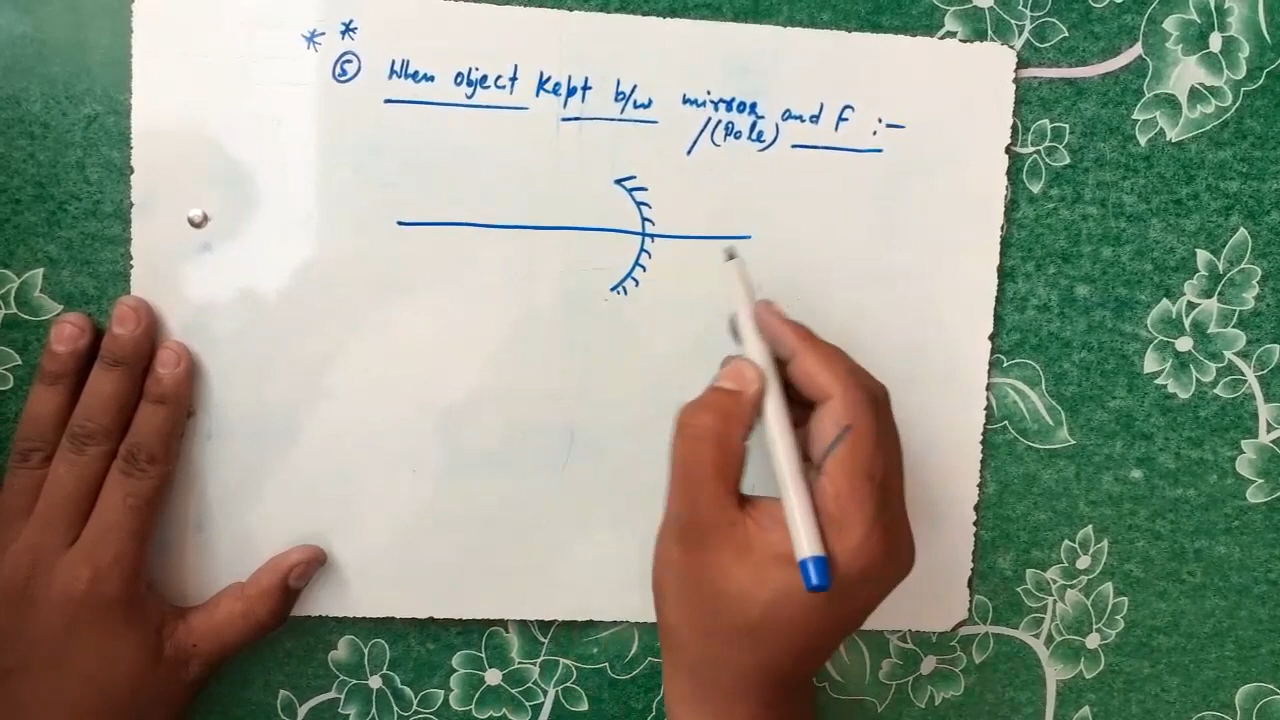 * *
⑤ When object kept b/w mirror and F :-
/(Pole)